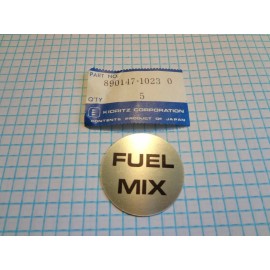 PART NO
890147-1023 0
QTY 5
E KIORITZ CORPORATION
CONTENTS PRODUCT OF JAPAN
FUEL
MIX